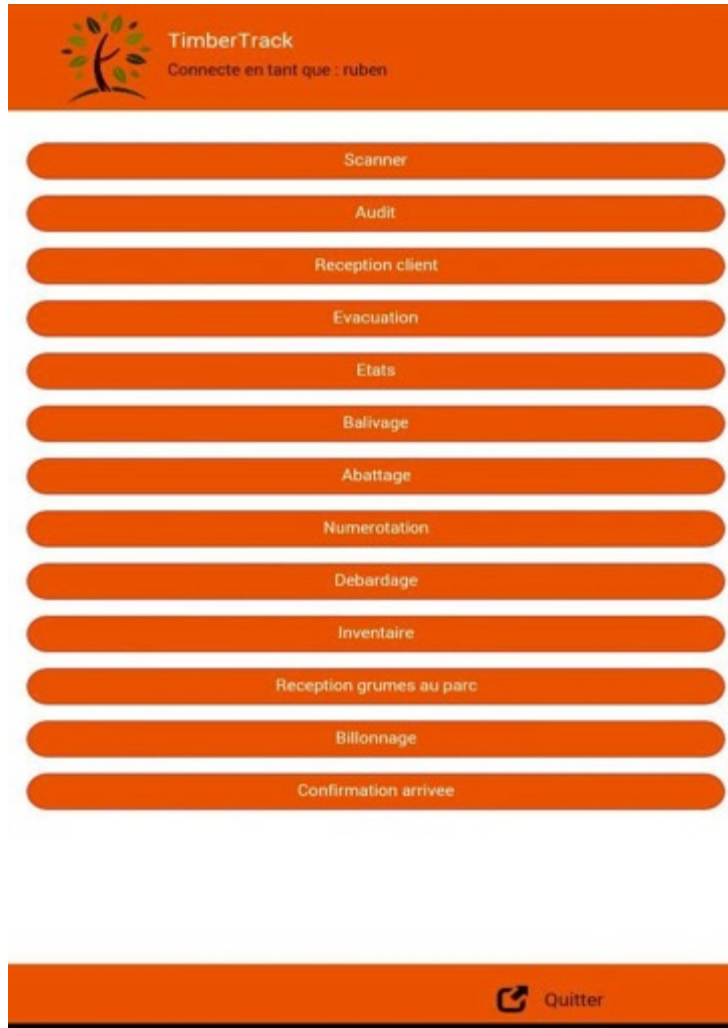 TimberTrack
Connecte en tant que : ruben
Scanner
Audit
Reception client
Evacuation
Etats
Balivage
Abattage
Numerotation
Debardage
Inventaire
Reception grumes au parc
Billonnage
Confirmation arrivee
Quitter